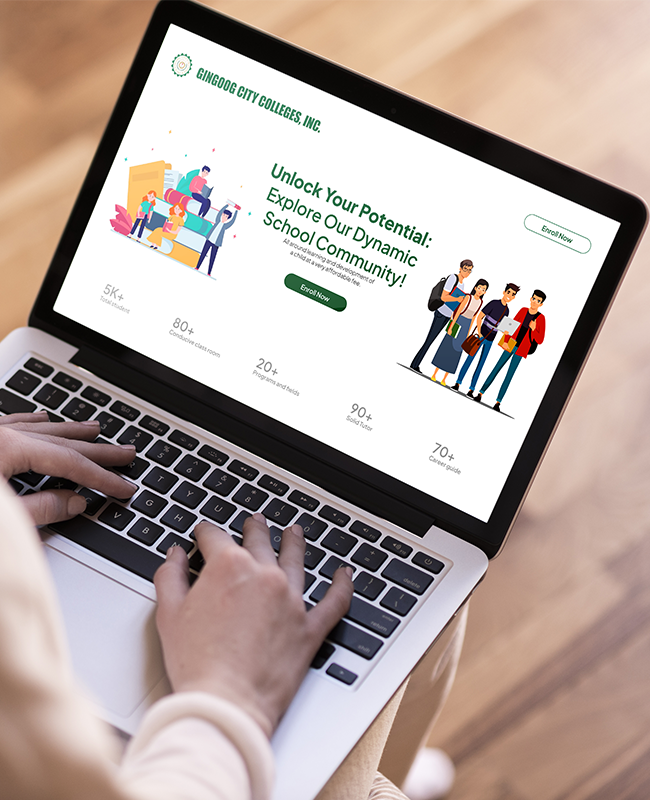 GINGOOG CITY COLLEGES, INC.
Enroll Now
Unlock Your Potential:
Explore Our Dynamic
School Community!
All around learning and development of
a child at a very affordable fee.
Enroll Now
5K+
Total student
80+
Conducive class room
20+
Programs and fields
90+
Solid Tutor
70+
Career guide